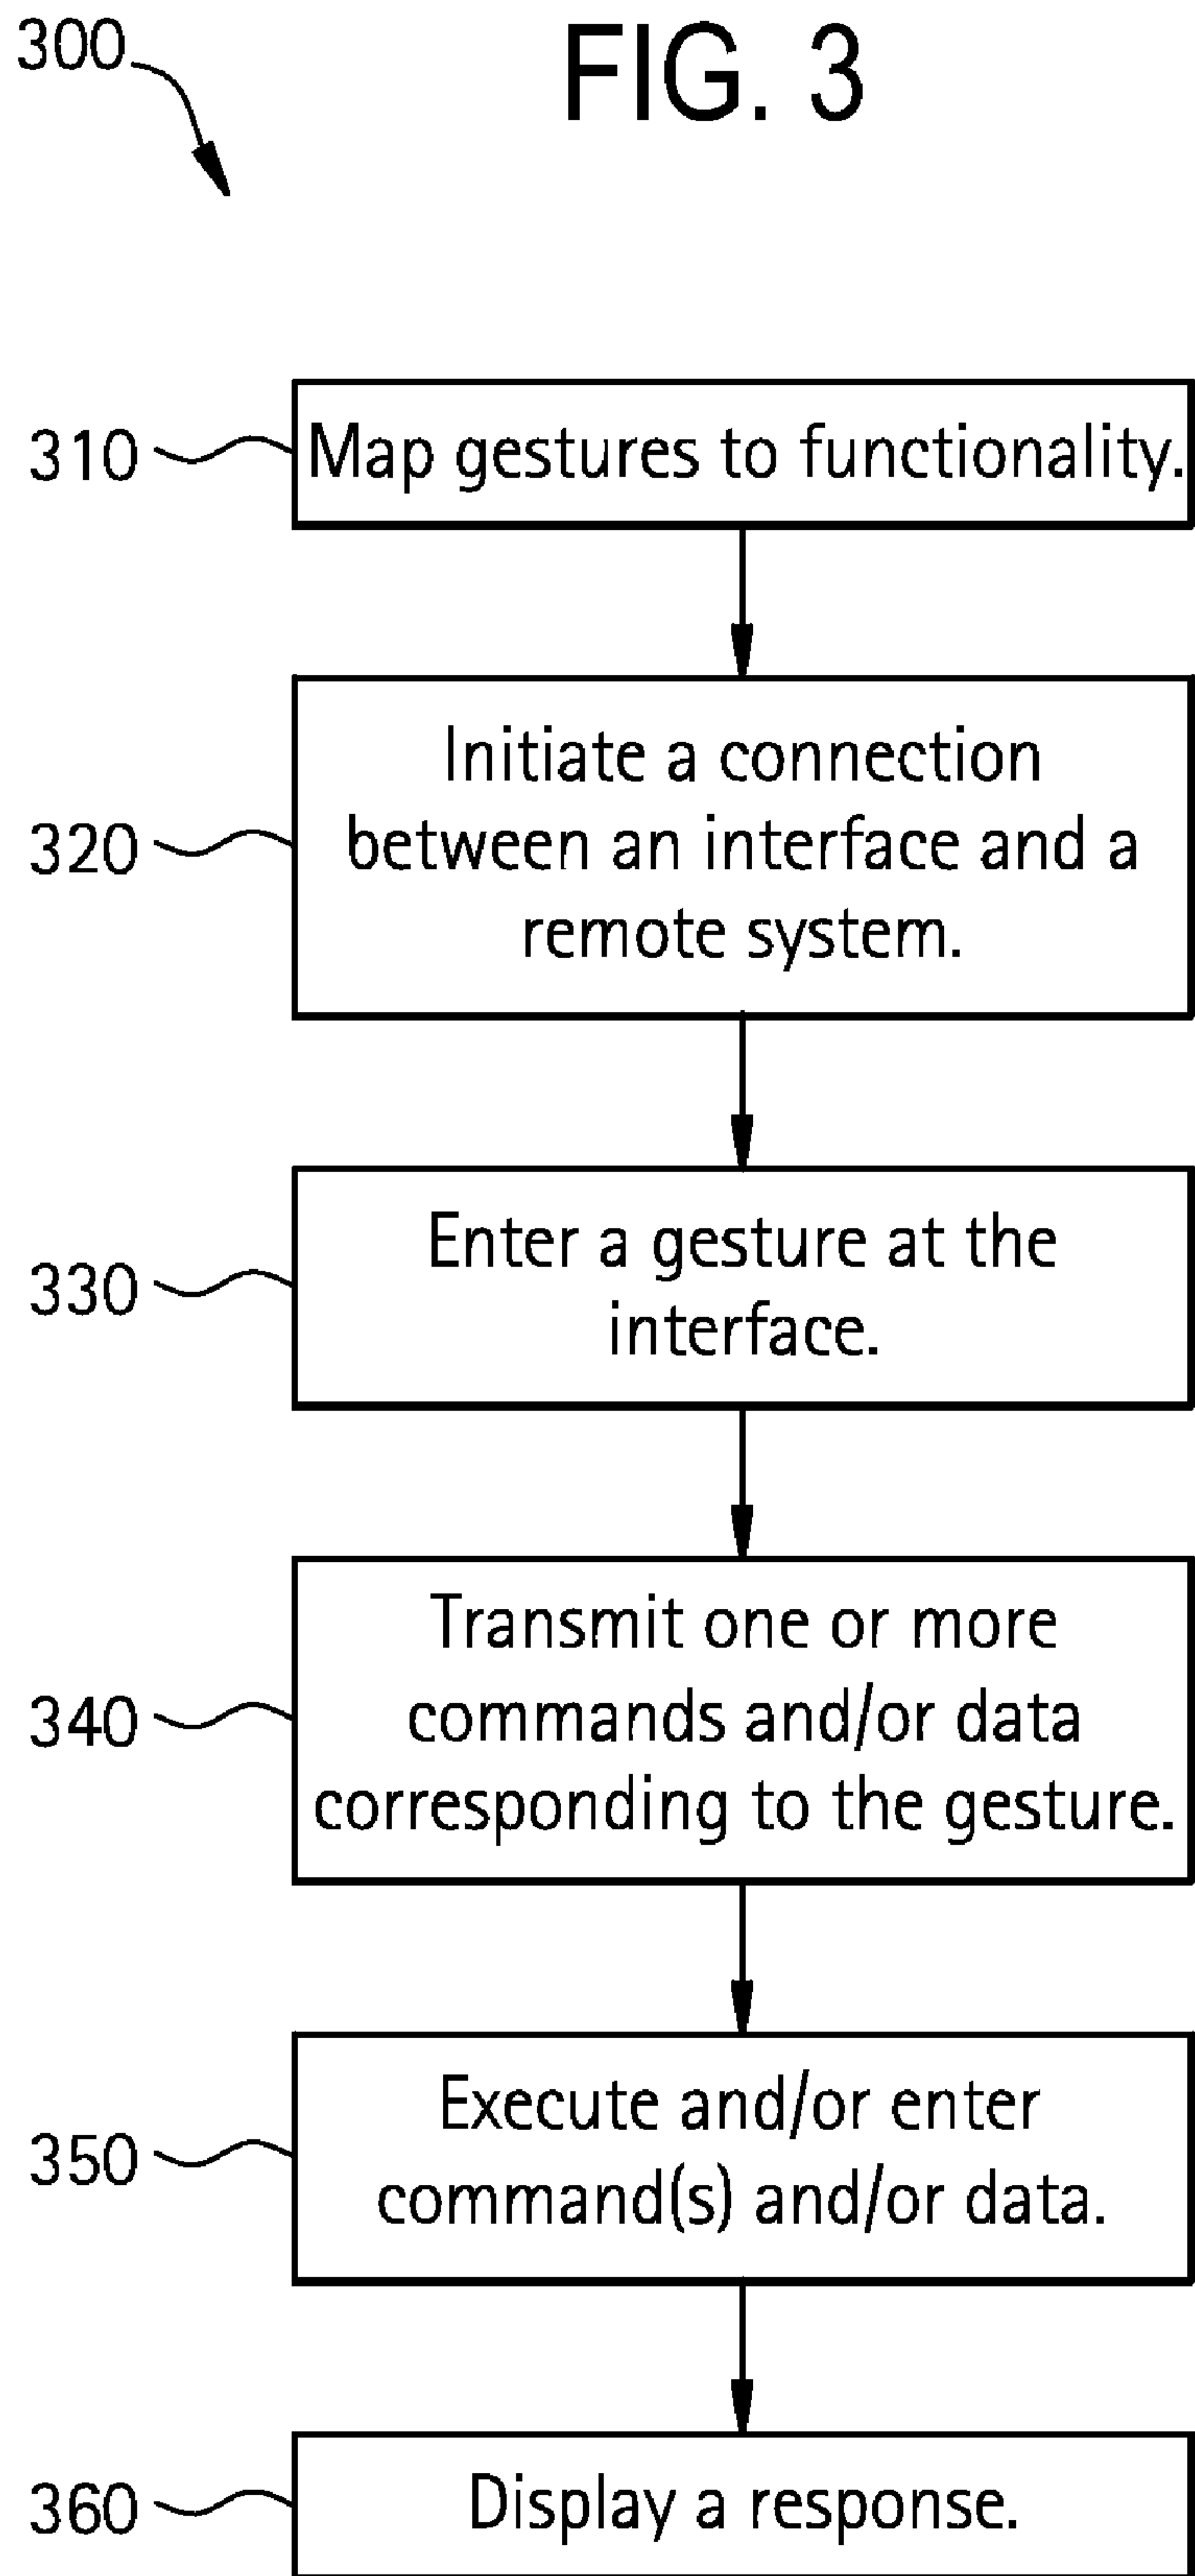 300
FIG. 3
310
Map gestures to functionality.
320
Initiate a connection
between an interface and a
remote system.
330
Enter a gesture at the
interface.
340
Transmit one or more
commands and/or data
corresponding to the gesture.
350
Execute and/or enter
command(s) and/or data.
360
Display a response.